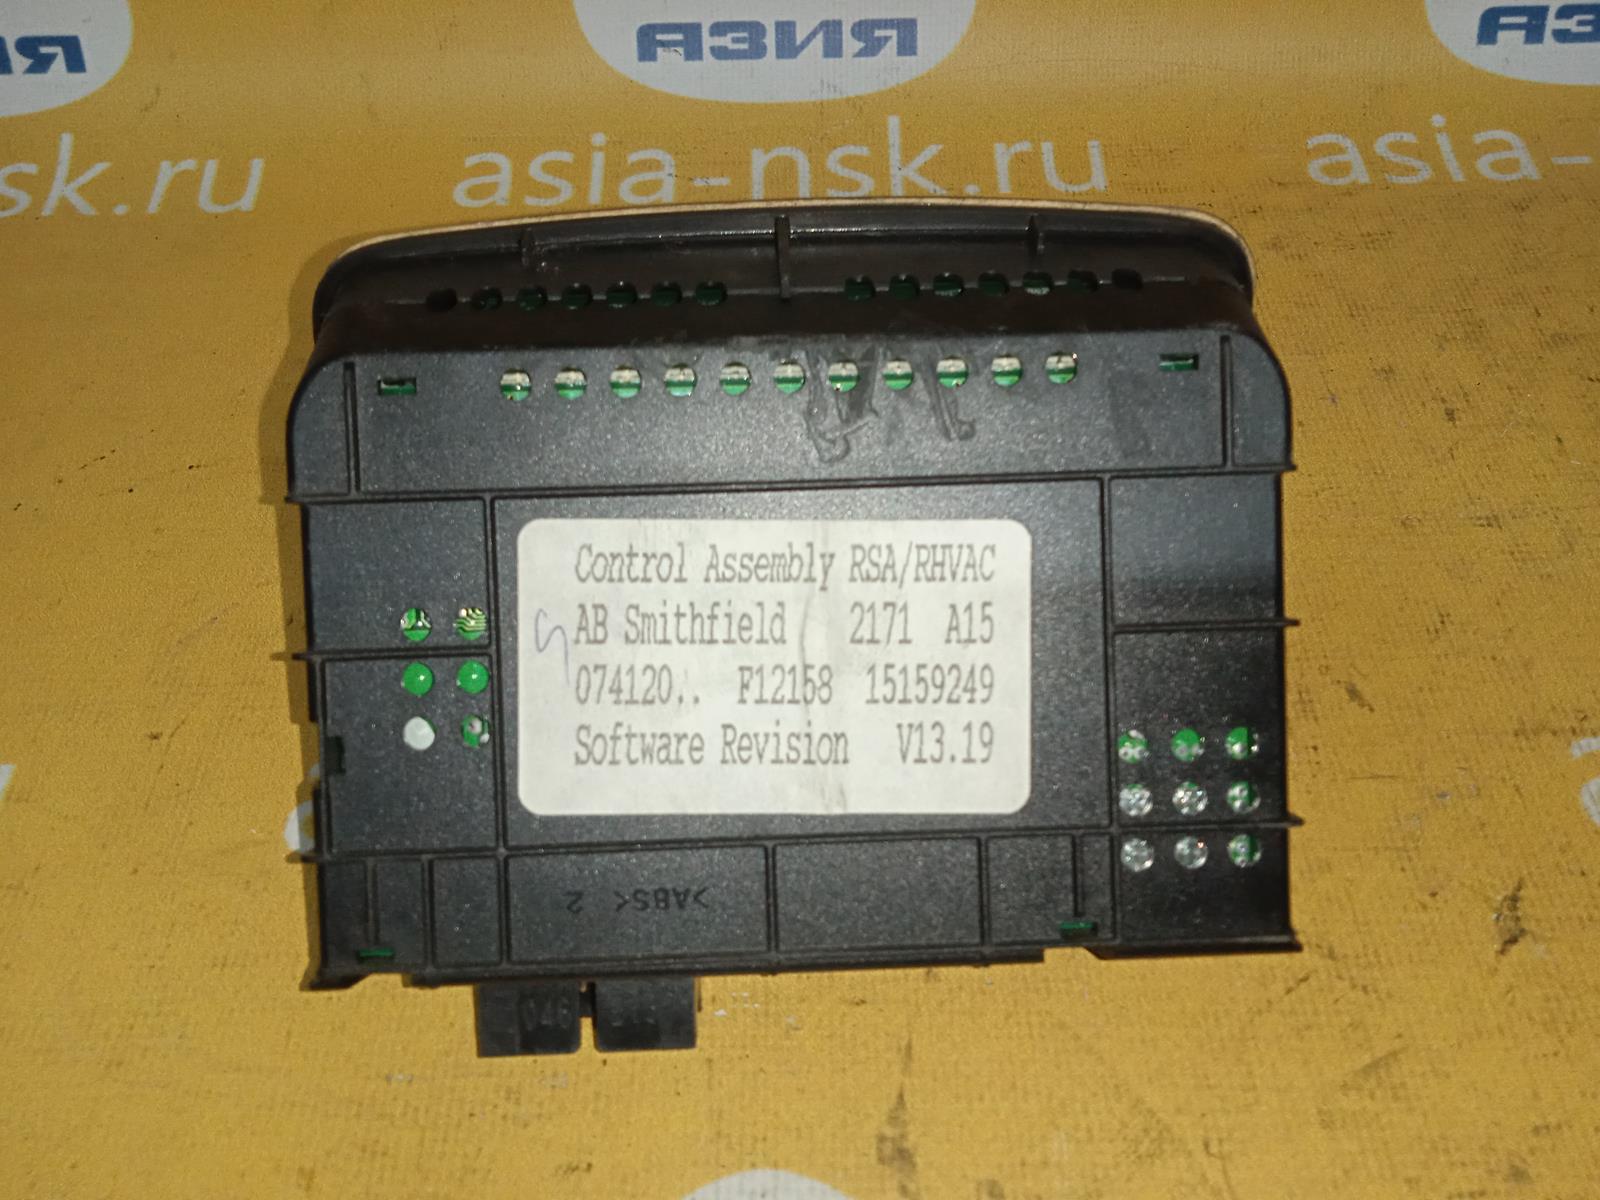 АЗИЯ
asia-nsk.ru
Control Assembly RSA/RHVAC
AB Smithfield 2171 A15
074120.. F12158 15159249
Software Revision V13.19
>ABS< 2
046